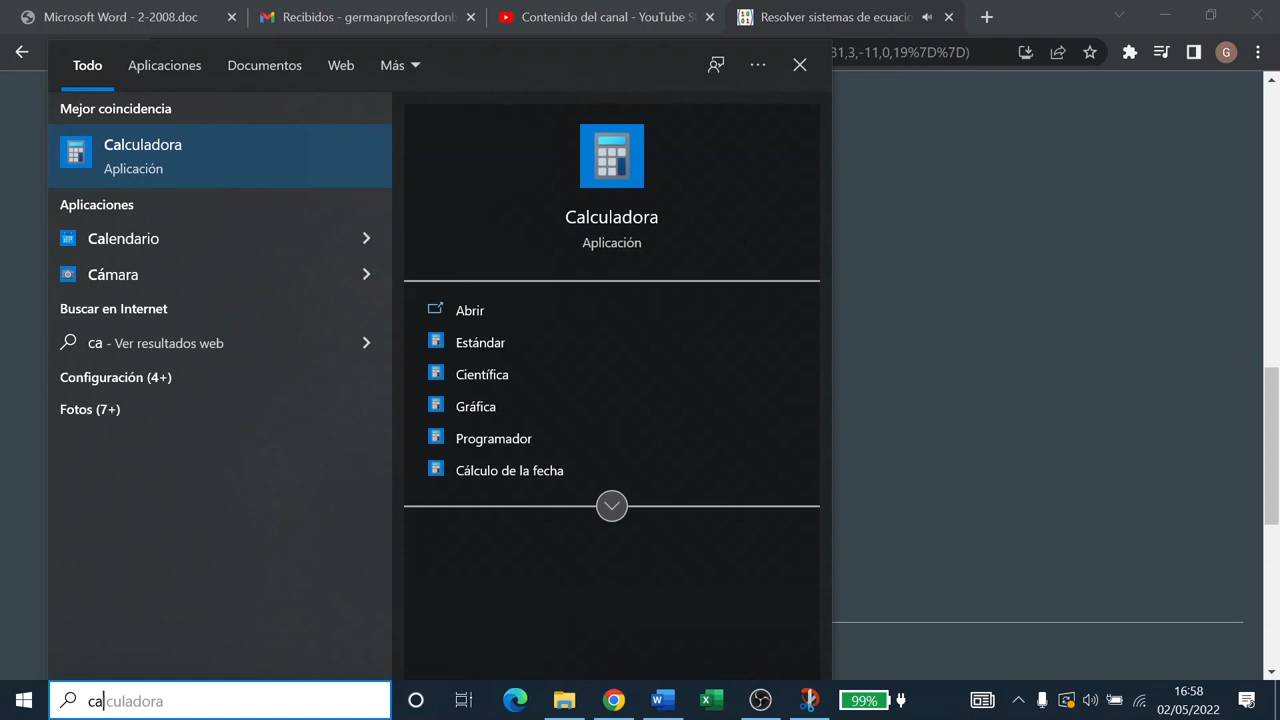 Microsoft Word - 2-2008.doc
Recibidos - germanprofesordonb
Contenido del canal - YouTube S
Resolver sistemas de ecuacio
31,3,-11,0,19%7D%7D)
G
Todo
Aplicaciones
Documentos
Web
Más
Mejor coincidencia
Calculadora
Aplicación
Aplicaciones
Calendario
Cámara
Buscar en Internet
ca - Ver resultados web
Configuración (4+)
Fotos (7+)
Calculadora
Aplicación
Abrir
Estándar
Científica
Gráfica
Programador
Cálculo de la fecha
calculadora
99%
16:58
02/05/2022